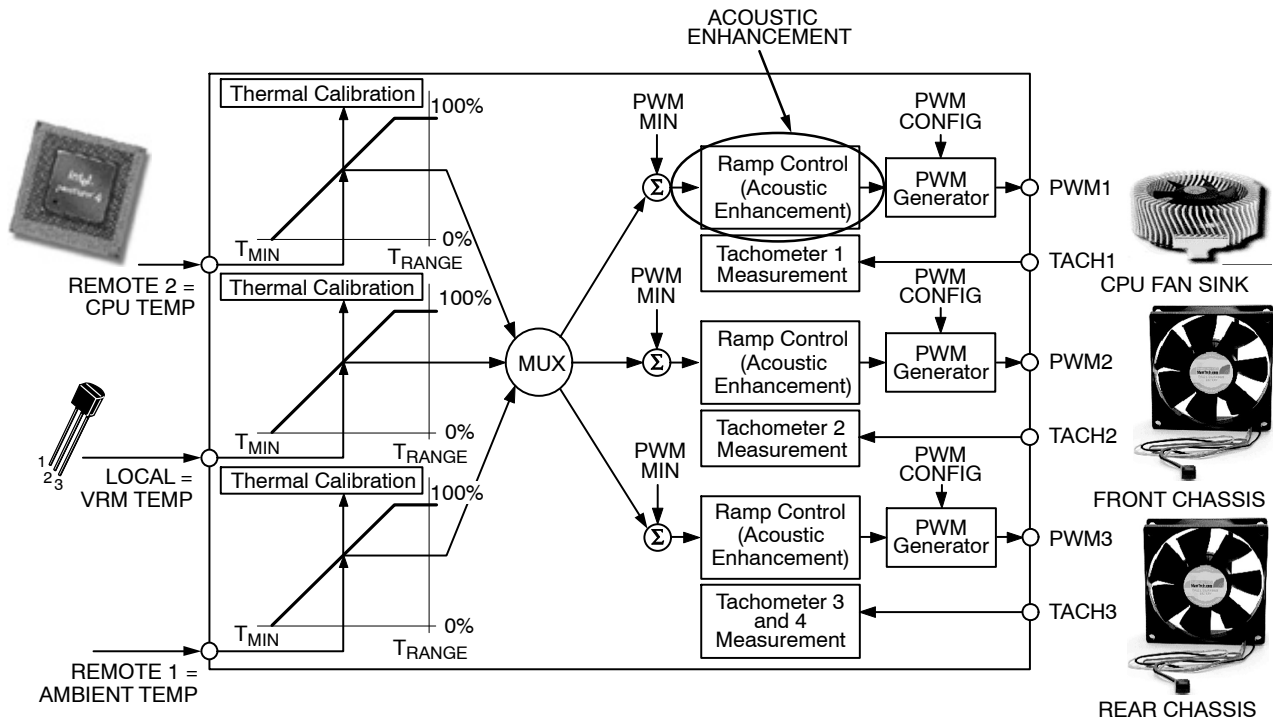 ACOUSTIC
ENHANCEMENT
Thermal Calibration
100%
T_MIN
0%
T_RANGE
REMOTE 2 =
CPU TEMP
intel
pentium 4
Thermal Calibration
100%
T_MIN
0%
T_RANGE
1
2
3
LOCAL =
VRM TEMP
Thermal Calibration
100%
T_MIN
0%
T_RANGE
REMOTE 1 =
AMBIENT TEMP
MUX
PWM
MIN
Σ
Ramp Control
(Acoustic
Enhancement)
PWM
CONFIG
PWM
Generator
PWM1
Tachometer 1
Measurement
TACH1
CPU FAN SINK
PWM
MIN
Σ
Ramp Control
(Acoustic
Enhancement)
PWM
CONFIG
PWM
Generator
PWM2
Tachometer 2
Measurement
TACH2
FRONT CHASSIS
PWM
MIN
Σ
Ramp Control
(Acoustic
Enhancement)
PWM
CONFIG
PWM
Generator
PWM3
Tachometer 3
and 4
Measurement
TACH3
REAR CHASSIS